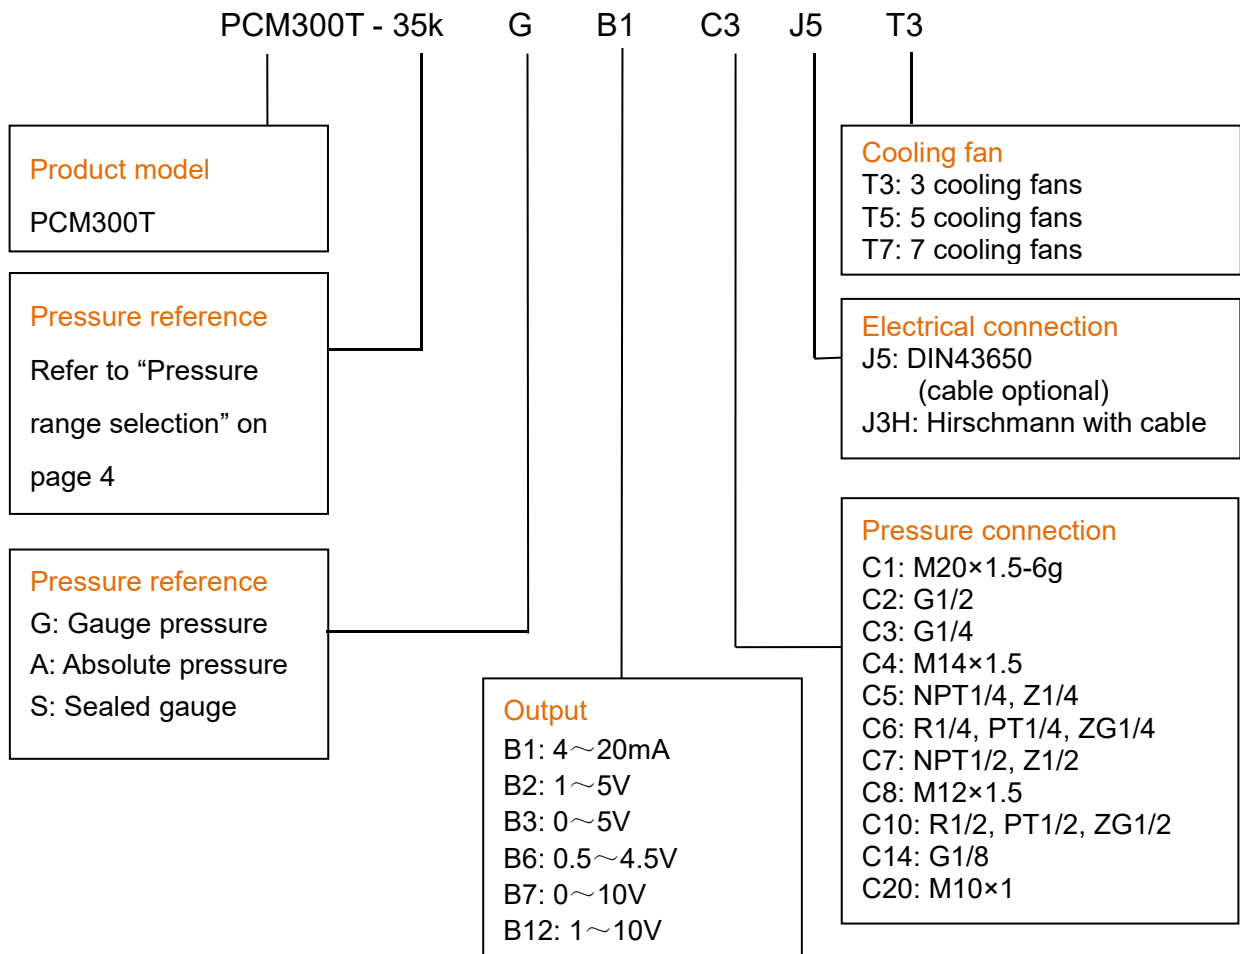 PCM300T - 35k G B1 C3 J5 T3
Product model
PCM300T
Pressure reference
Refer to “Pressure
range selection” on
page 4
Pressure reference
G: Gauge pressure
A: Absolute pressure
S: Sealed gauge
Output
B1: 4～20mA
B2: 1～5V
B3: 0～5V
B6: 0.5～4.5V
B7: 0～10V
B12: 1～10V
Cooling fan
T3: 3 cooling fans
T5: 5 cooling fans
T7: 7 cooling fans
Electrical connection
J5: DIN43650
(cable optional)
J3H: Hirschmann with cable
Pressure connection
C1: M20×1.5-6g
C2: G1/2
C3: G1/4
C4: M14×1.5
C5: NPT1/4, Z1/4
C6: R1/4, PT1/4, ZG1/4
C7: NPT1/2, Z1/2
C8: M12×1.5
C10: R1/2, PT1/2, ZG1/2
C14: G1/8
C20: M10×1